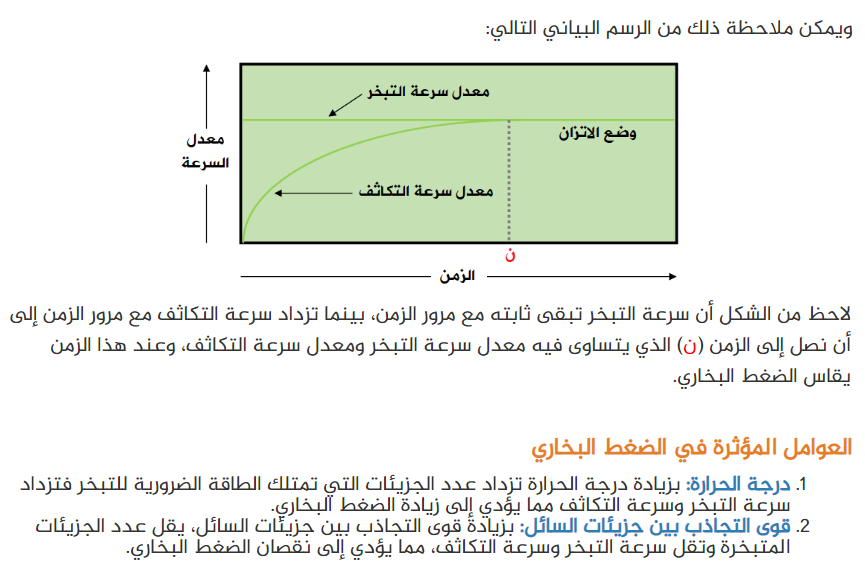 ويمكن ملاحظة ذلك من الرسم البياني التالي:
معدل سرعة التبخر
وضع الاتزان
معدل
السرعة
معدل سرعة التكاثف
ن
الزمن
لاحظ من الشكل أن سرعة التبخر تبقى ثابته مع مرور الزمن، بينما تزداد سرعة التكاثف مع مرور الزمن إلى
أن نصل إلى الزمن (ن) الذي يتساوى فيه معدل سرعة التبخر ومعدل سرعة التكاثف، وعند هذا الزمن
يقاس الضغط البخاري.
العوامل المؤثرة في الضغط البخاري
1. درجة الحرارة: بزيادة درجة الحرارة تزداد عدد الجزيئات التي تمتلك الطاقة الضرورية للتبخر فتزداد
سرعة التبخر وسرعة التكاثف مما يؤدي إلى زيادة الضغط البخاري.
2. قوى التجاذب بين جزيئات السائل: بزيادة قوى التجاذب بين جزيئات السائل، يقل عدد الجزيئات
المتبخرة وتقل سرعة التبخر وسرعة التكاثف، مما يؤدي إلى نقصان الضغط البخاري.